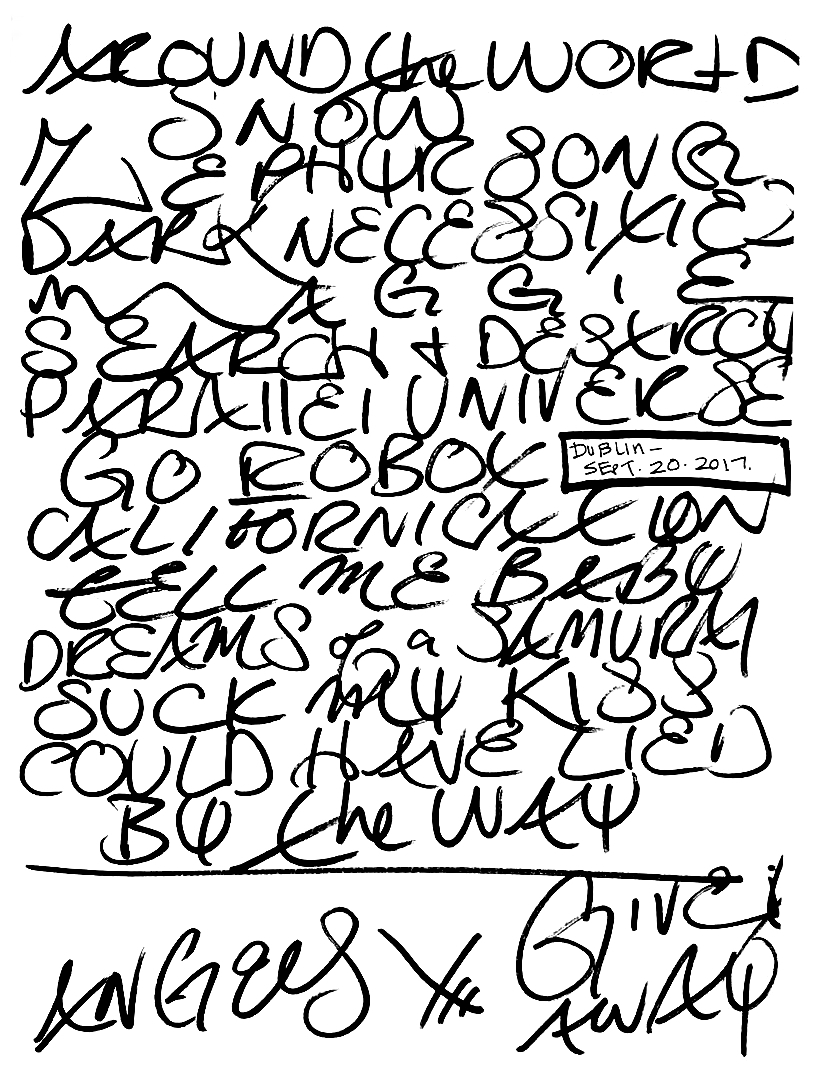 AROUND the WORLD
SNOW
ZEPHYR SONG
DARK NECESSITIES
MAGGIE
SEARCH + DESTROY
PARALLEL UNIVERSE
GO ROBOT
DUBLIN -
SEPT. 20. 2017.
CALIFORNICATION
TELL ME BABY
DREAMS of a SAMURAI
SUCK MY KISS
COULD HAVE LIED
BY the WAY
ANGELS
GIVE it
AWAY